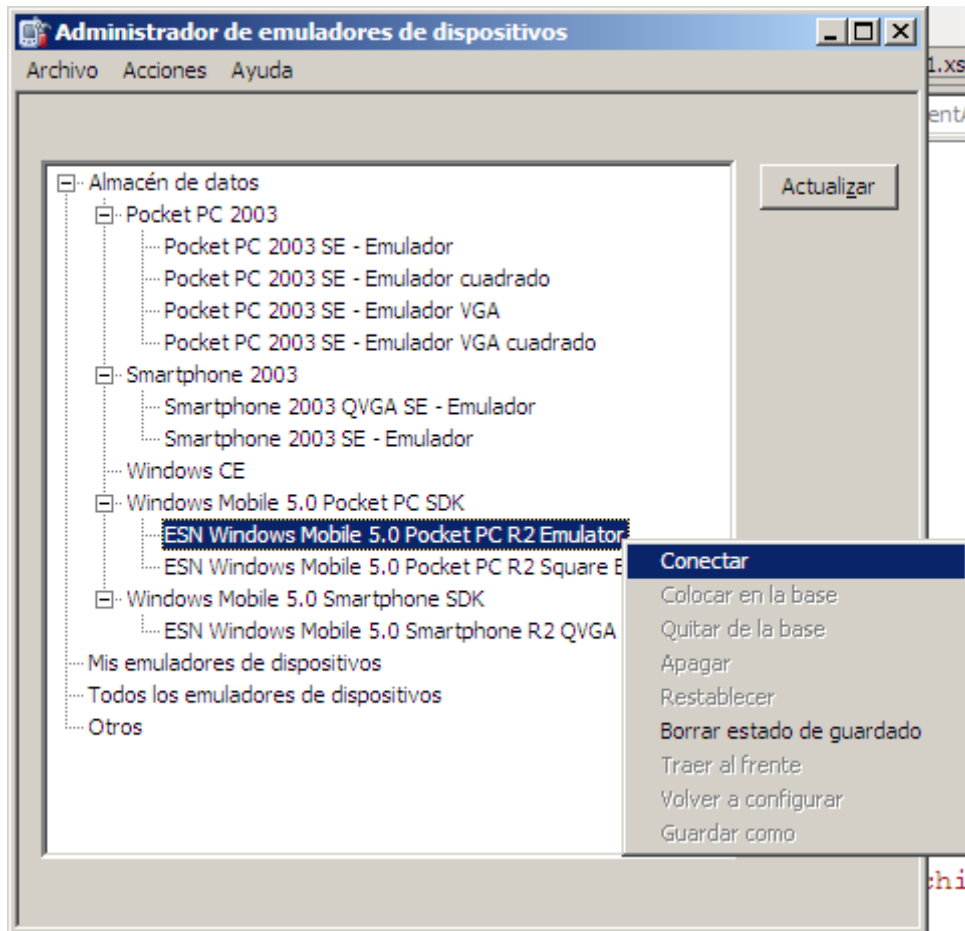 Administrador de emuladores de dispositivos
Archivo Acciones Ayuda
1.xs
ent
Actualizar
Almacén de datos
Pocket PC 2003
Pocket PC 2003 SE - Emulador
Pocket PC 2003 SE - Emulador cuadrado
Pocket PC 2003 SE - Emulador VGA
Pocket PC 2003 SE - Emulador VGA cuadrado
Smartphone 2003
Smartphone 2003 QVGA SE - Emulador
Smartphone 2003 SE - Emulador
Windows CE
Windows Mobile 5.0 Pocket PC SDK
ESN Windows Mobile 5.0 Pocket PC R2 Emulator
ESN Windows Mobile 5.0 Pocket PC R2 Square E
Windows Mobile 5.0 Smartphone SDK
ESN Windows Mobile 5.0 Smartphone R2 QVGA
Mis emuladores de dispositivos
Todos los emuladores de dispositivos
Otros
Conectar
Colocar en la base
Quitar de la base
Apagar
Restablecer
Borrar estado de guardado
Traer al frente
Volver a configurar
Guardar como
chi